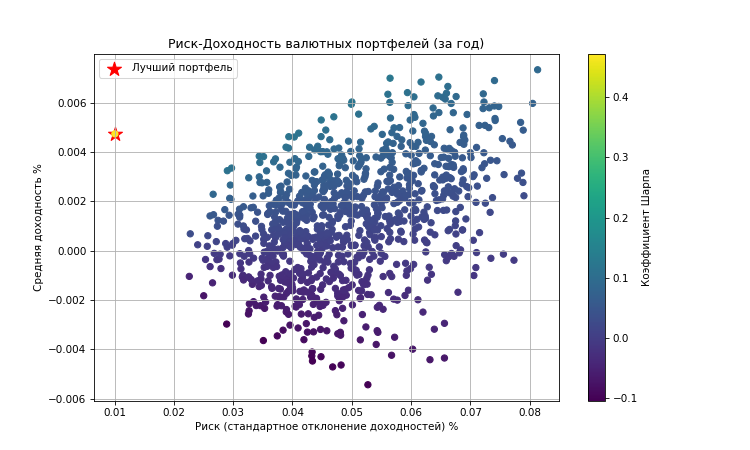 Риск-Доходность валютных портфелей (за год)
Лучший портфель
Средняя доходность %
0.006
0.004
0.002
0.000
−0.002
−0.004
−0.006
0.01 0.02 0.03 0.04 0.05 0.06 0.07 0.08
Риск (стандартное отклонение доходностей) %
0.4
0.3
0.2
0.1
0.0
−0.1
Коэффициент Шарпа